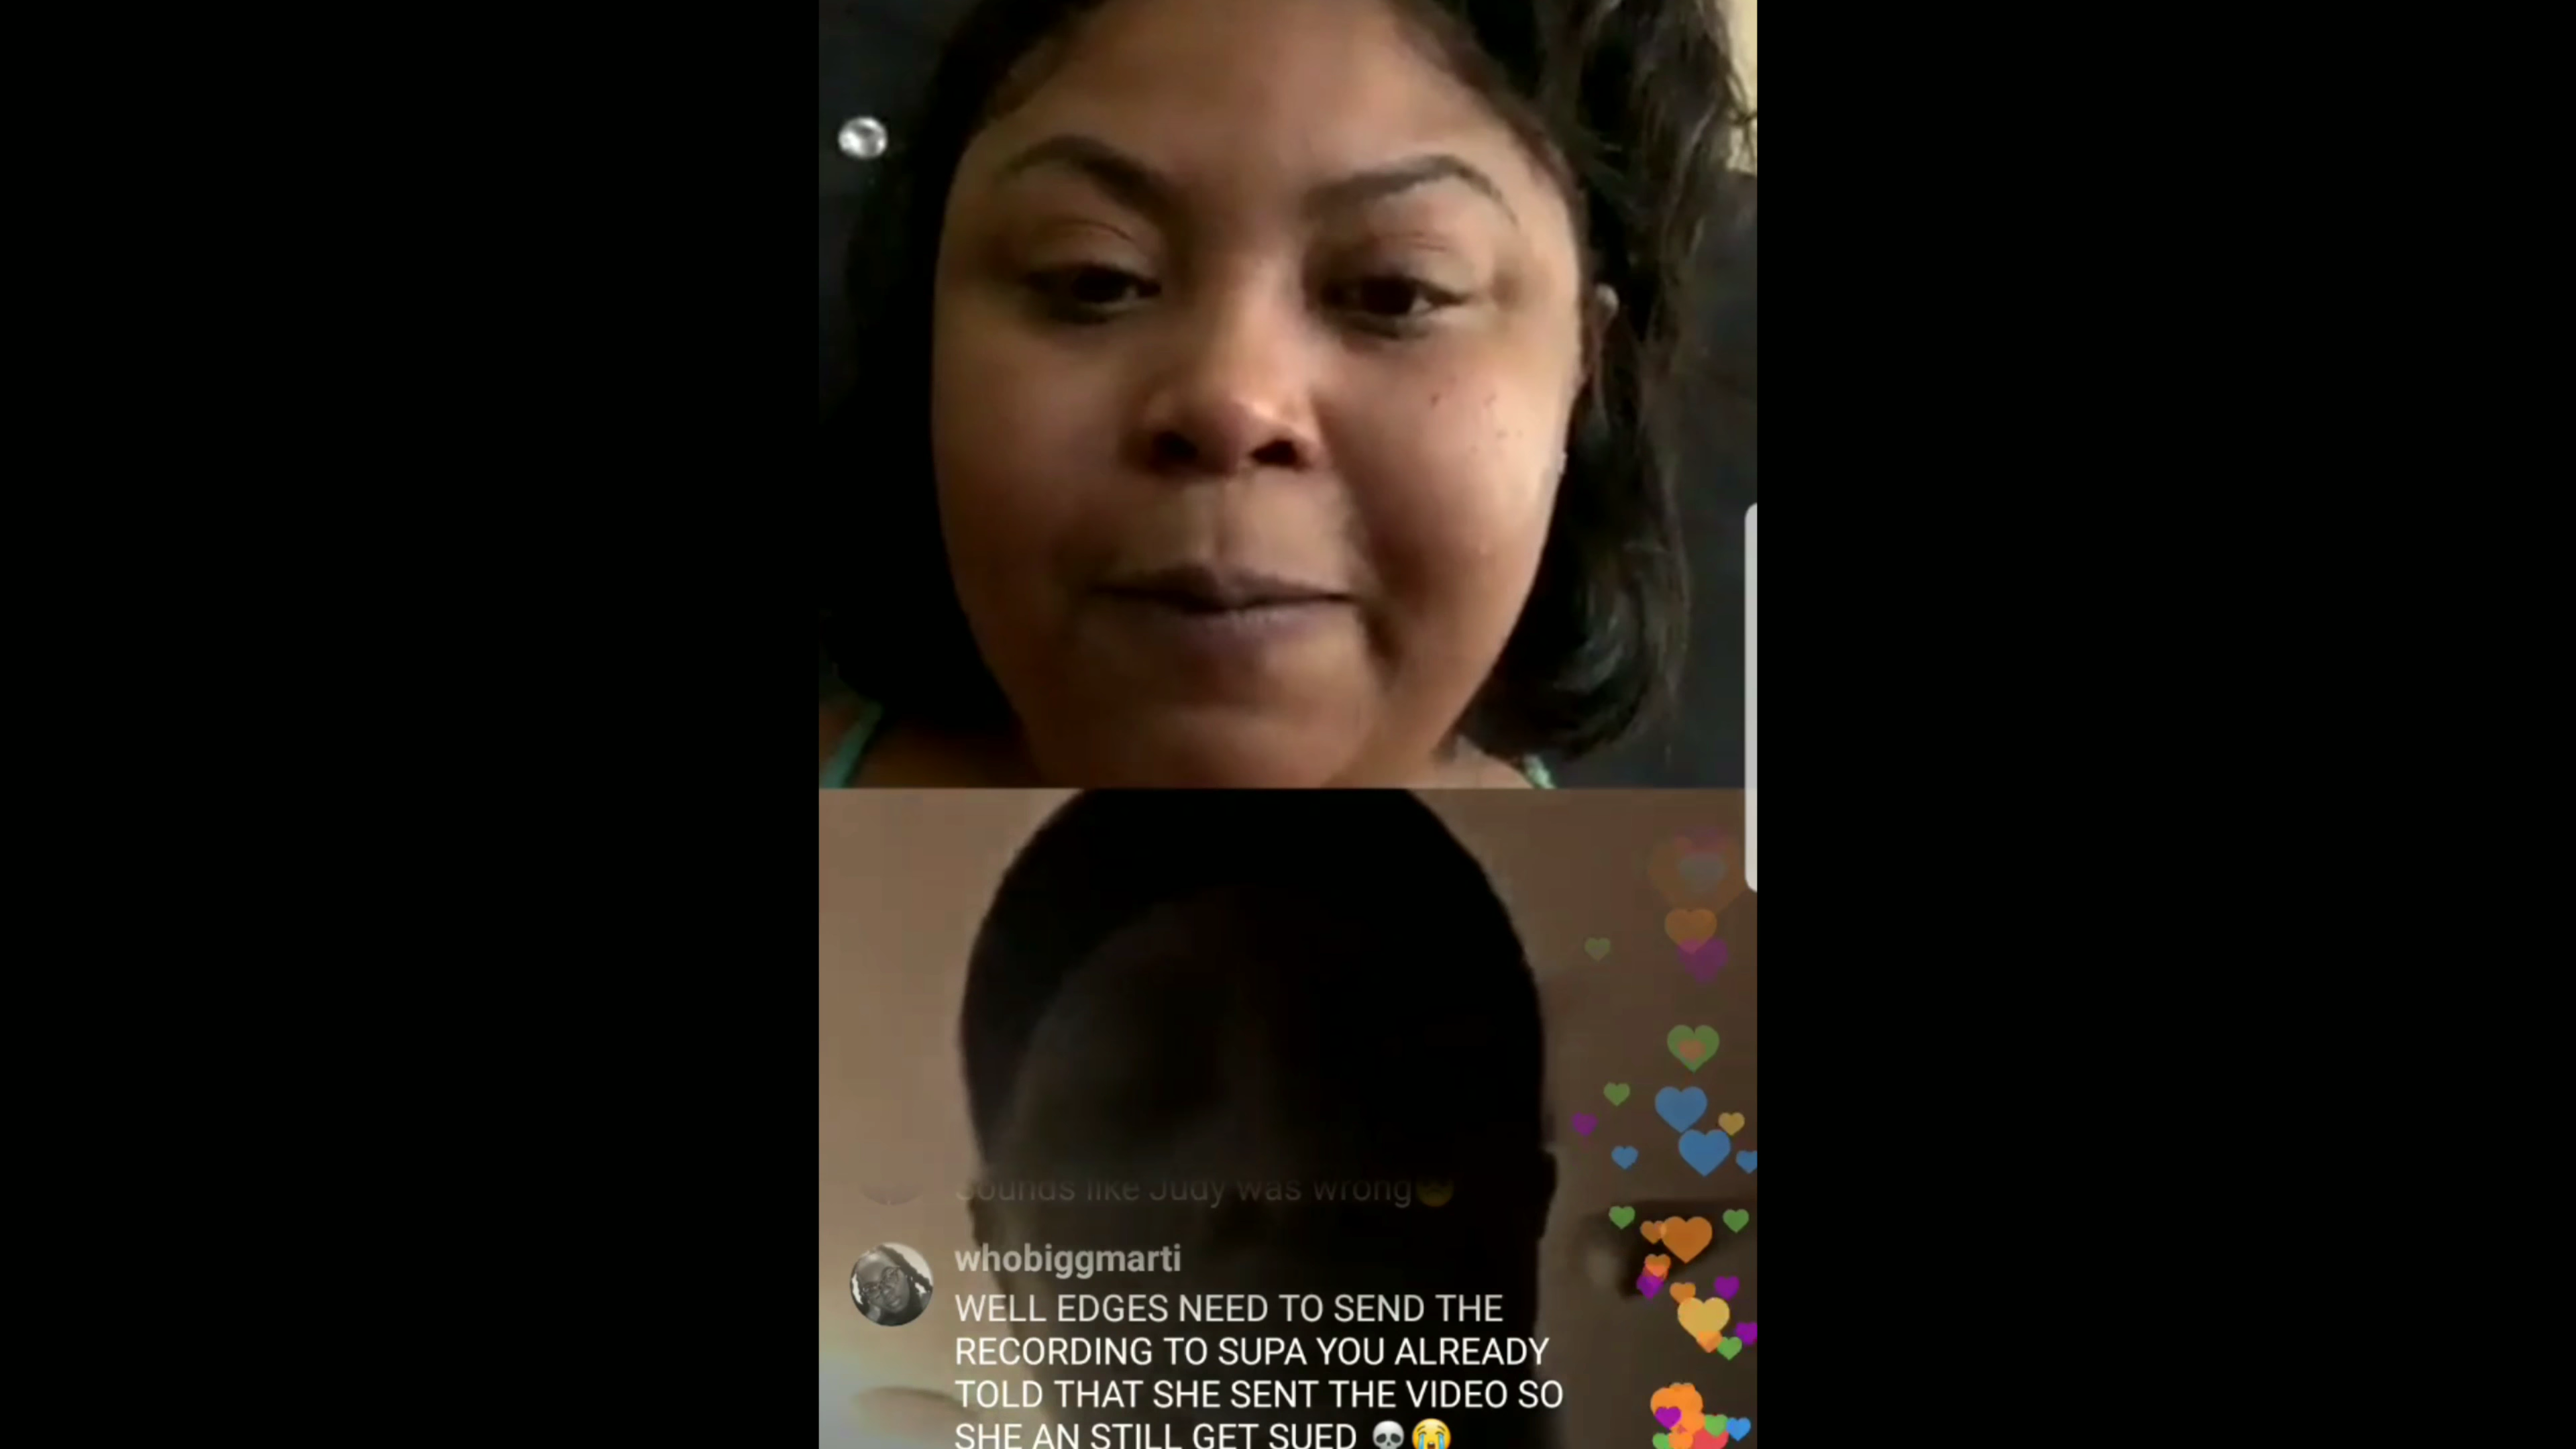 Sounds like Judy was wrong😢
whobiggmarti
WELL EDGES NEED TO SEND THE
RECORDING TO SUPA YOU ALREADY
TOLD THAT SHE SENT THE VIDEO SO
SHE AN STILL GET SUED 💀😭